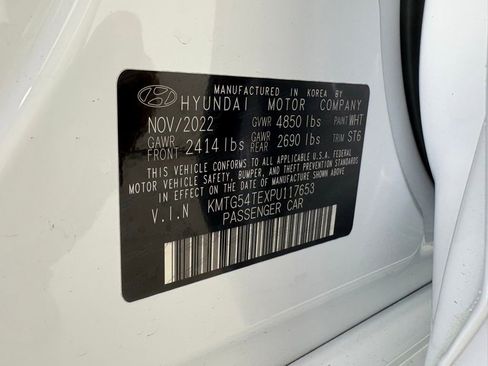 MANUFACTURED IN KOREA BY
HYUNDAI MOTOR COMPANY
NOV/2022 GVWR 4850 lbs PAINT WHT
GAWR FRONT 2414 lbs GAWR REAR 2690 lbs TRIM ST6
THIS VEHICLE CONFORMS TO ALL APPLICABLE U.S.A. FEDERAL
MOTOR VEHICLE SAFETY, BUMPER, AND THEFT PREVENTION
STANDARDS IN EFFECT ON THE DATE OF MANUFACTURE SHOWN ABOVE.
V.I.N KMTG54TEXPU117653
PASSENGER CAR